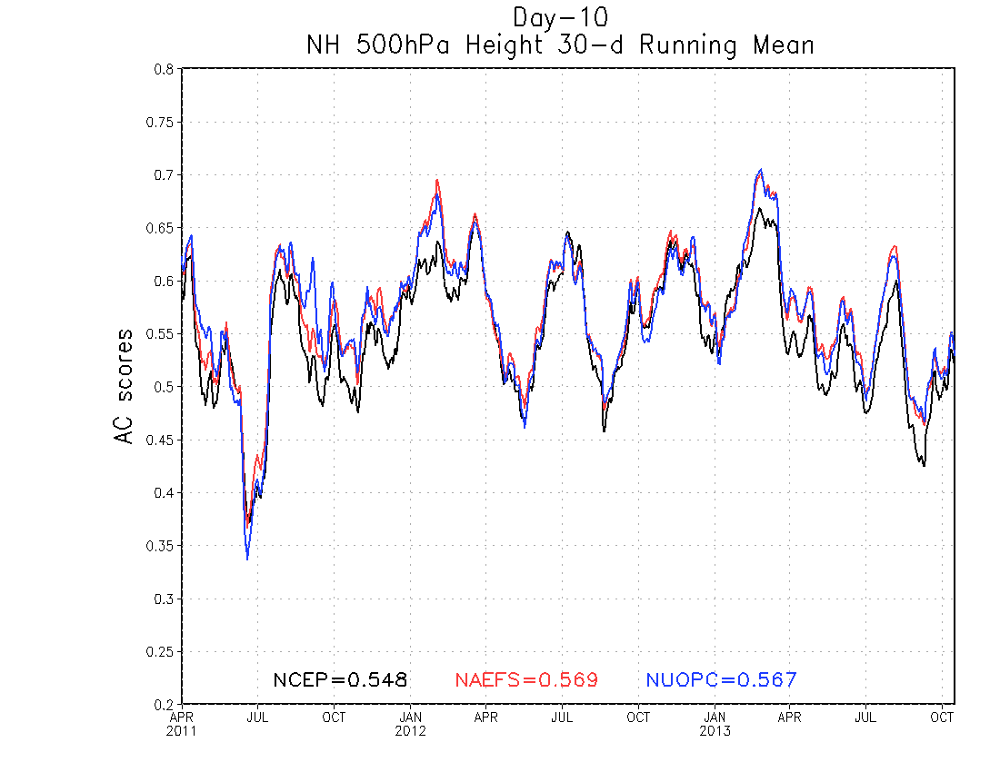 Day-10
NH 500hPa Height 30-d Running Mean
0.8
0.75
0.7
0.65
0.6
0.55
0.5
0.45
0.4
0.35
0.3
0.25
0.2
AC scores
NCEP=0.548 NAEFS=0.569 NUOPC=0.567
APR JUL OCT JAN APR JUL OCT JAN APR JUL OCT
2011 2012 2013